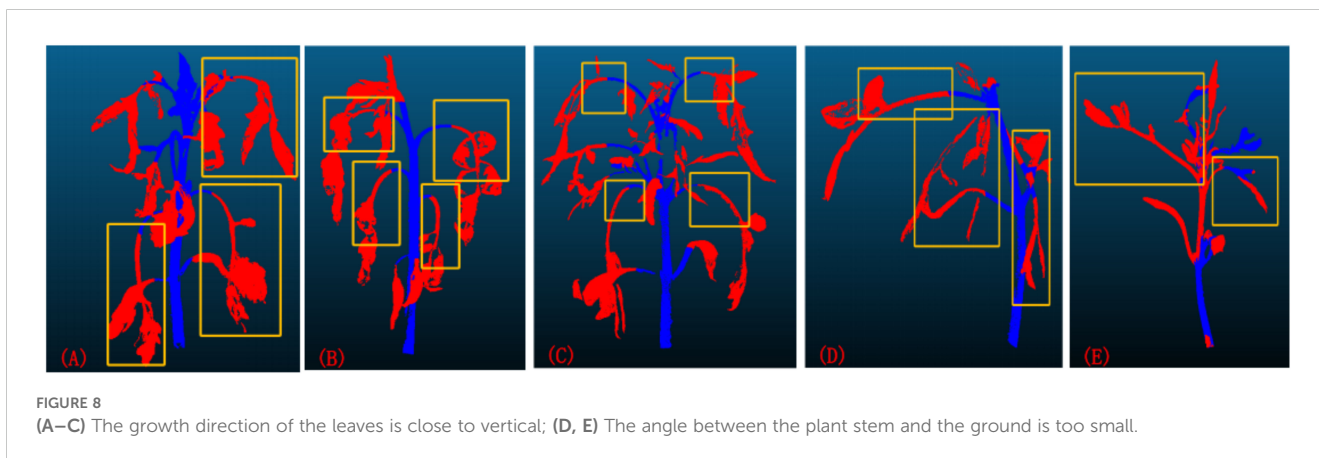 (A)
(B)
(C)
(D)
(E)
FIGURE 8
(A–C) The growth direction of the leaves is close to vertical; (D, E) The angle between the plant stem and the ground is too small.